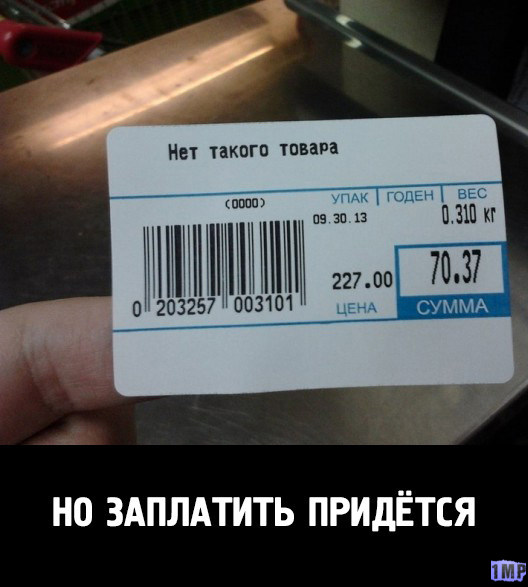 Нет такого товара
(0000)
УПАК ГОДЕН ВЕС
09.30.13 0.310 кг
227.00 70.37
0 203257 003101
ЦЕНА СУММА
НО ЗАПЛАТИТЬ ПРИДЁТСЯ
1MP